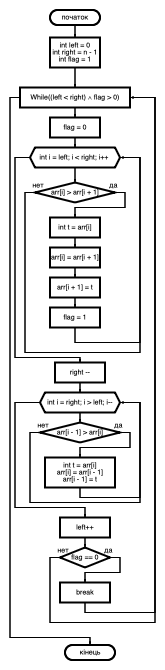 початок
int left = 0
int right = n - 1
int flag = 1
While((left < right) ∧ flag > 0)
flag = 0
int i = left; i < right; i++
нет
да
arr[i] > arr[i + 1]
int t = arr[i]
arr[i] = arr[i + 1]
arr[i + 1] = t
flag = 1
right --
int i = right; i > left; i--
нет
да
arr[i - 1] > arr[i]
int t = arr[i]
arr[i] = arr[i - 1]
arr[i - 1] = t
left++
нет
да
flag == 0
break
кінець